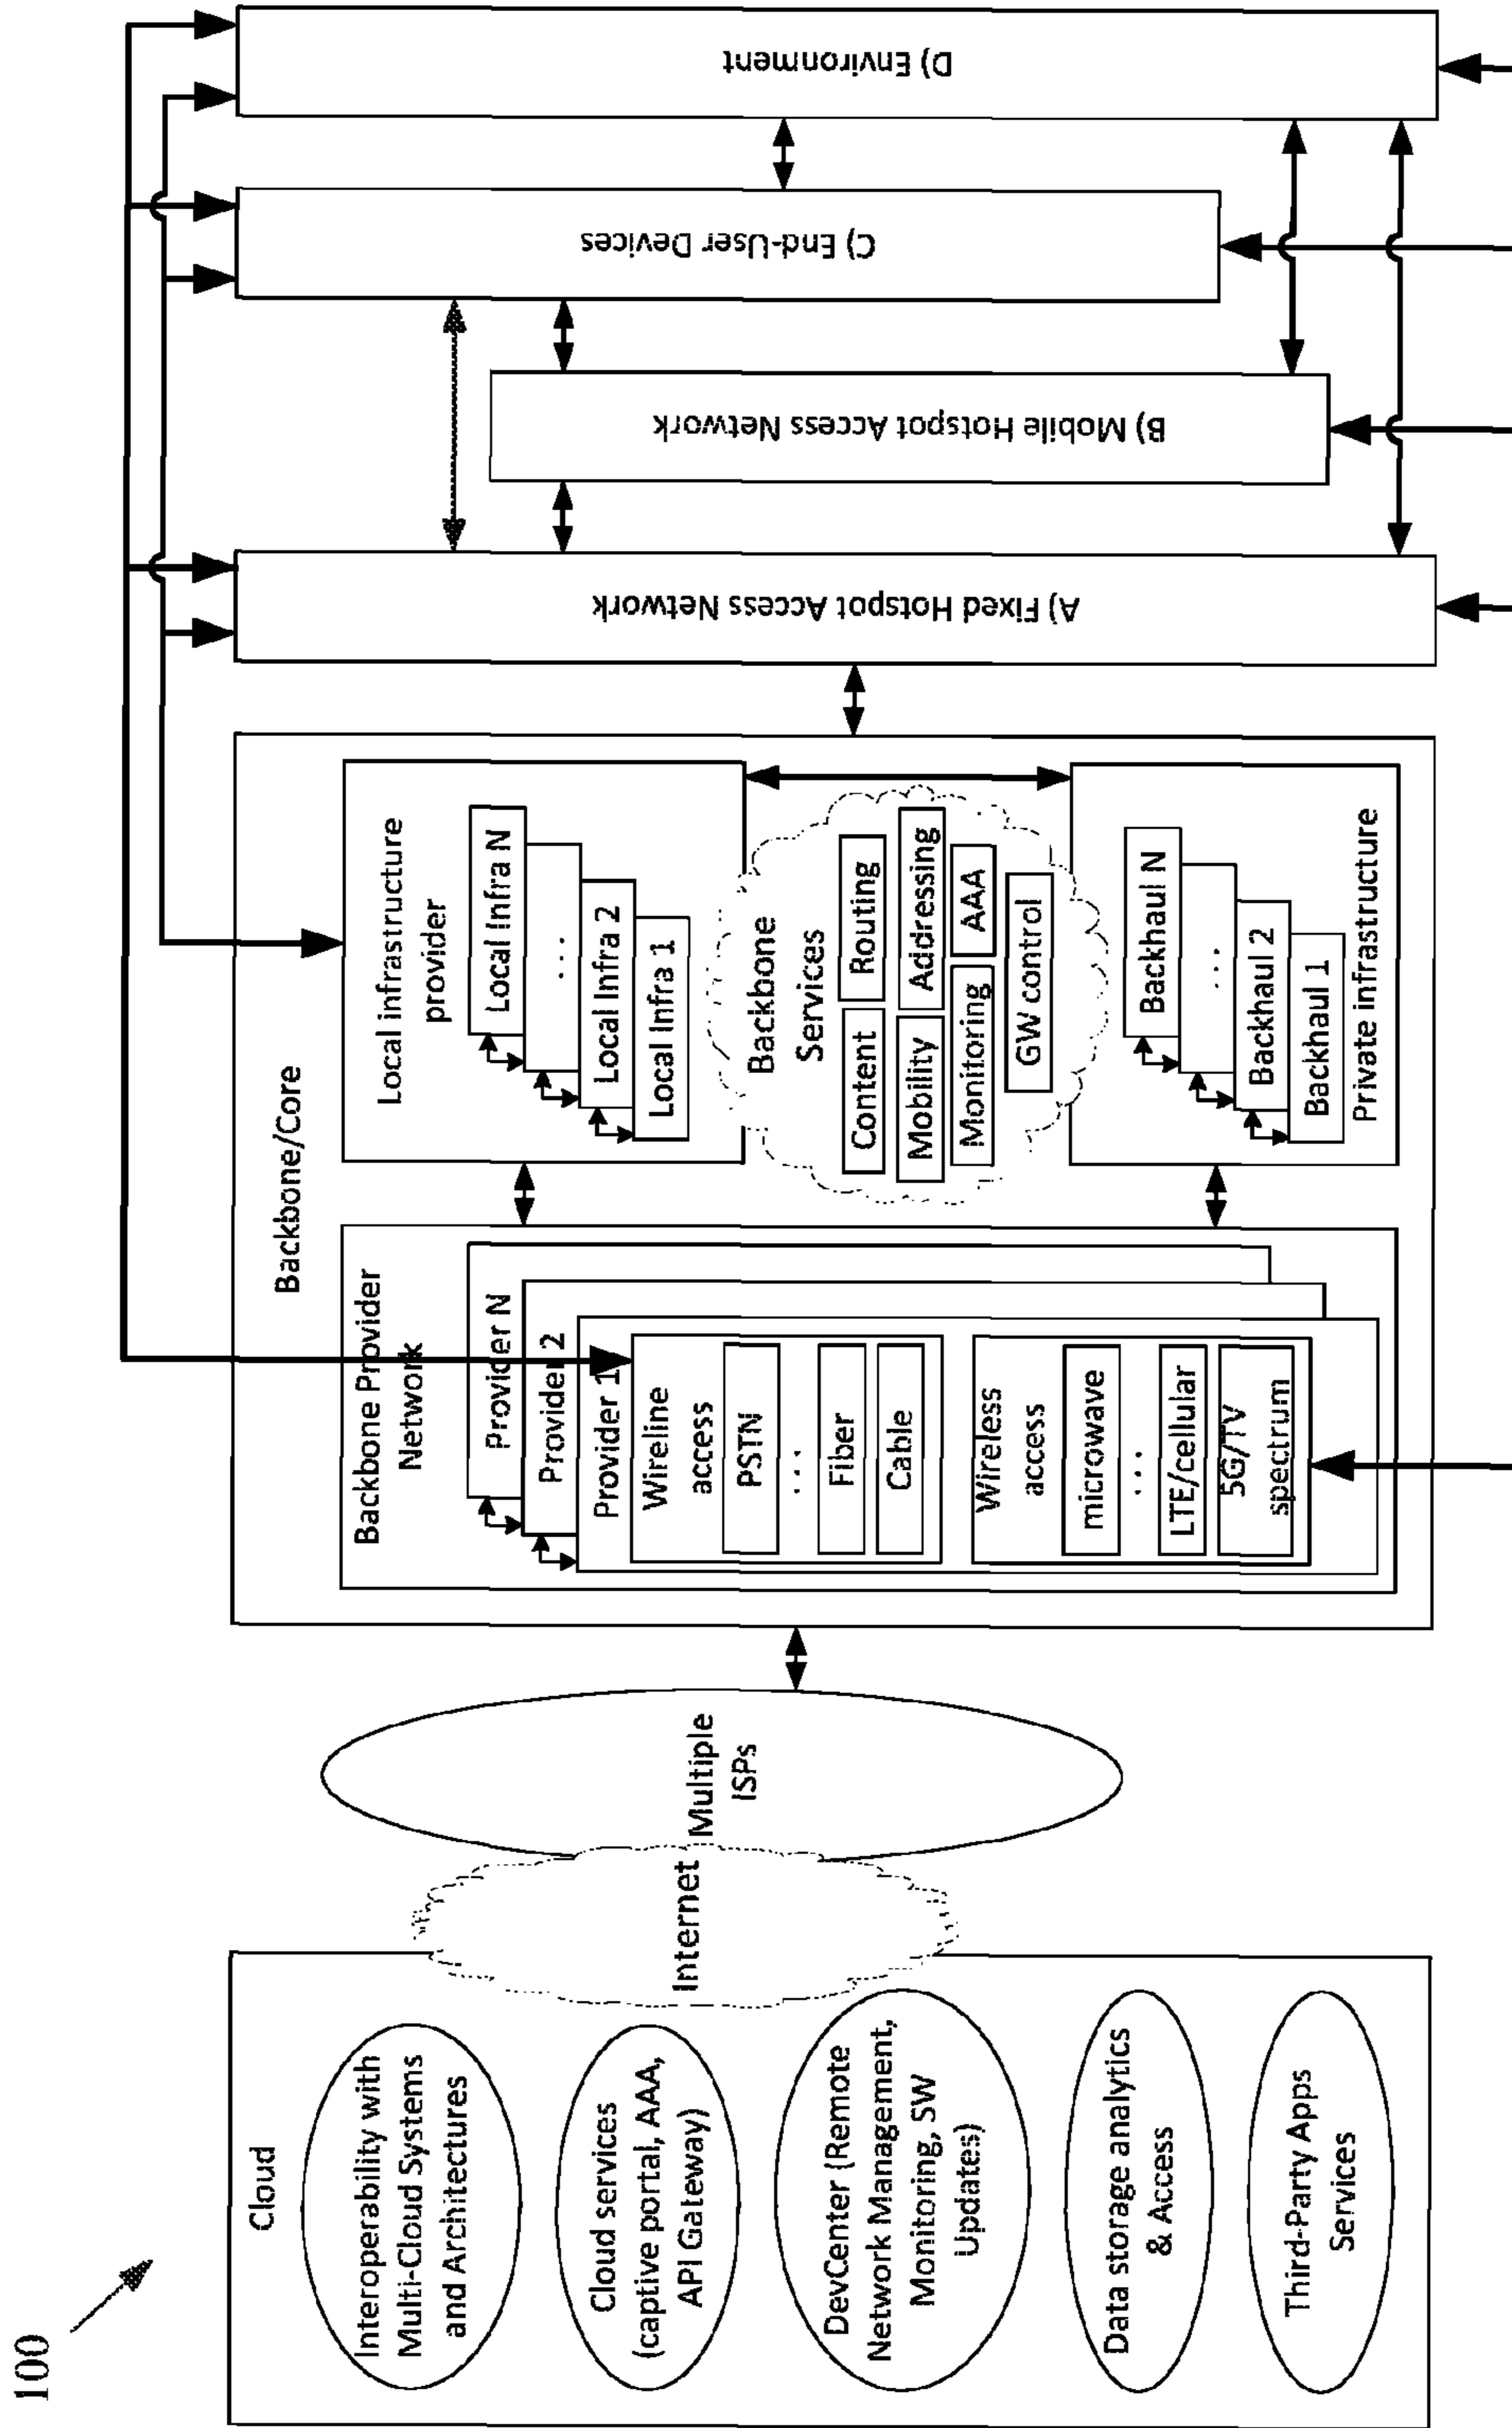 100
Cloud
Interoperability with
Multi-Cloud Systems
and Architectures
Cloud services
(captive portal, AAA,
API Gateway)
DevCenter (Remote
Network Management,
Monitoring, SW
Updates)
Data storage analytics
& Access
Third-Party Apps
Services
Internet
Multiple
ISPs
Backbone/Core
Backbone Provider
Network
Provider N
Provider 2
Provider 1
Wireline
access
PSTN
...
Fiber
Cable
Wireless
access
microwave
...
LTE/cellular
5G/TV
spectrum
Local infrastructure
provider
Local Infra N
...
Local Infra 2
Local Infra 1
Backbone
Services
Content
Routing
Mobility
Addressing
Monitoring
AAA
GW control
Backhaul N
...
Backhaul 2
Backhaul 1
Private infrastructure
A) Fixed Hotspot Access Network
B) Mobile Hotspot Access Network
C) End-User Devices
D) Environment